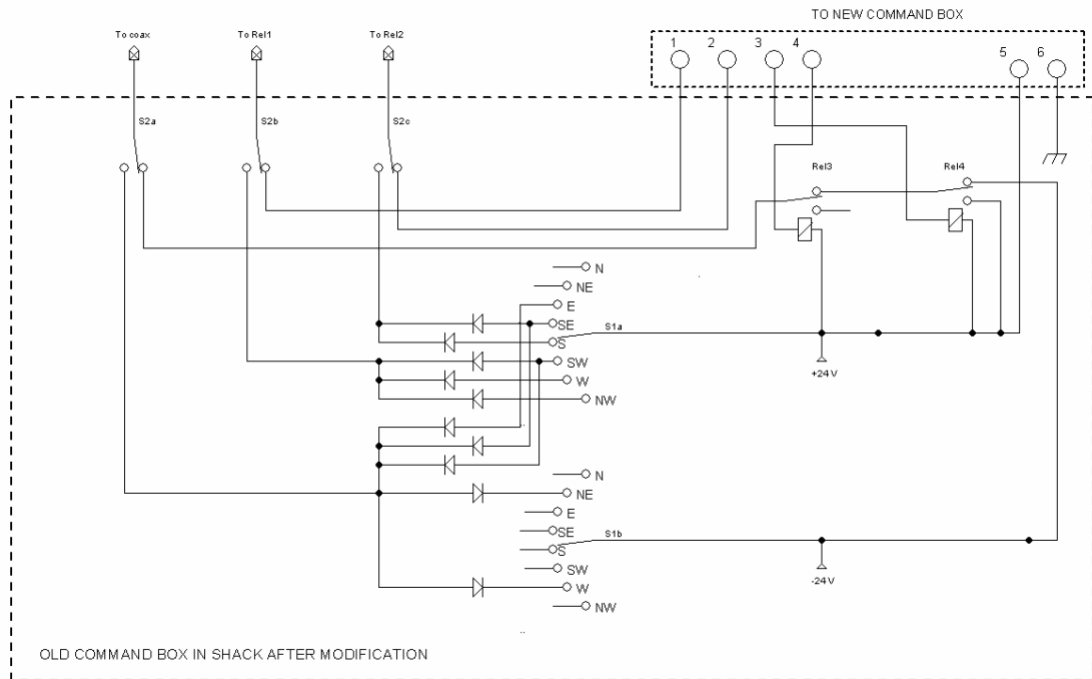 TO NEW COMMAND BOX
To coax
To Rel1
To Rel2
1
2
3
4
5
6
S2a
S2b
S2c
Rel3
Rel4
N
NE
E
SE
S
S1a
SW
W
NW
+24V
N
NE
E
SE
S
S1b
SW
W
NW
-24V
OLD COMMAND BOX IN SHACK AFTER MODIFICATION